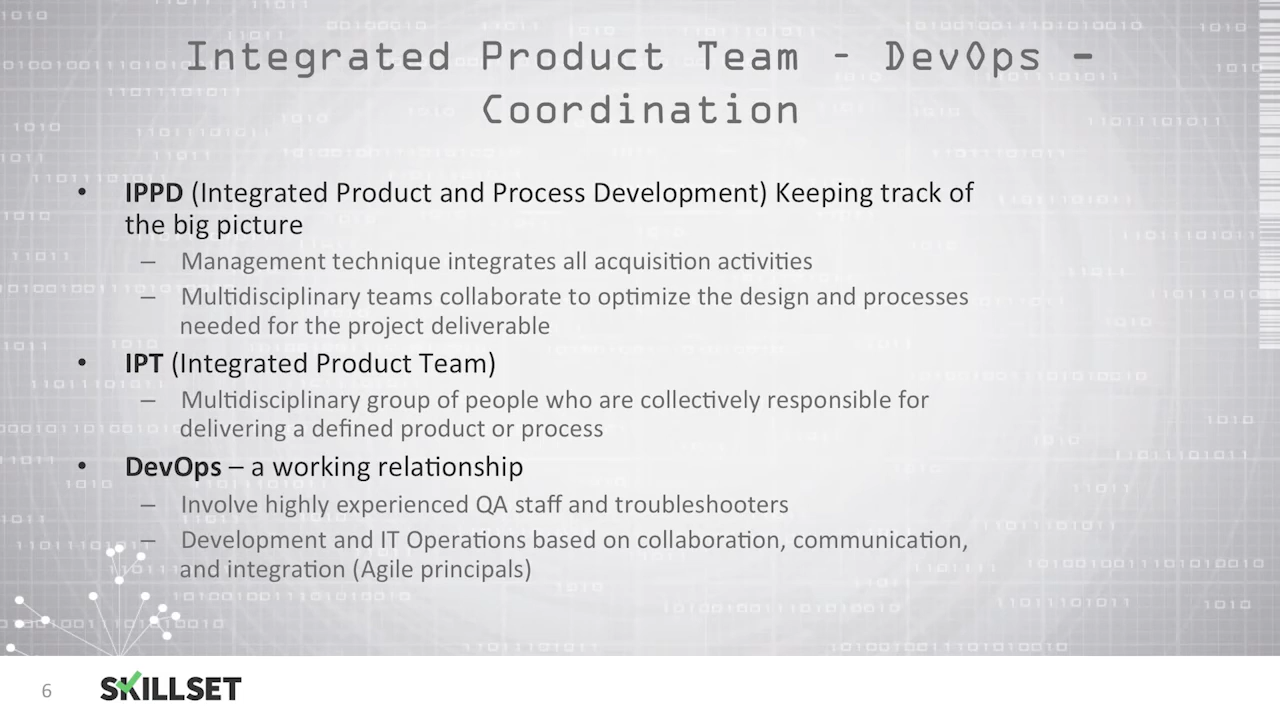 Integrated Product Team - DevOps –
Coordination
• IPPD (Integrated Product and Process Development) Keeping track of
the big picture
– Management technique integrates all acquisition activities
– Multidisciplinary teams collaborate to optimize the design and processes
needed for the project deliverable
• IPT (Integrated Product Team)
– Multidisciplinary group of people who are collectively responsible for
delivering a defined product or process
• DevOps – a working relationship
– Involve highly experienced QA staff and troubleshooters
– Development and IT Operations based on collaboration, communication,
and integration (Agile principals)
6 SKILLSET